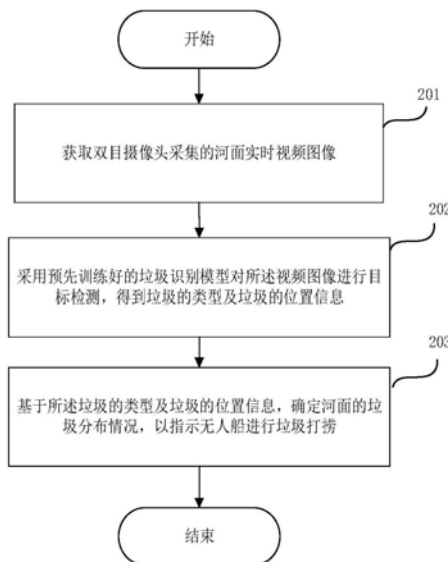 开始
201
获取双目摄像头采集的河面实时视频图像
202
采用预先训练好的垃圾识别模型对所述视频图像进行目
标检测，得到垃圾的类型及垃圾的位置信息
203
基于所述垃圾的类型及垃圾的位置信息，确定河面的垃
圾分布情况，以指示无人船进行垃圾打捞
结束